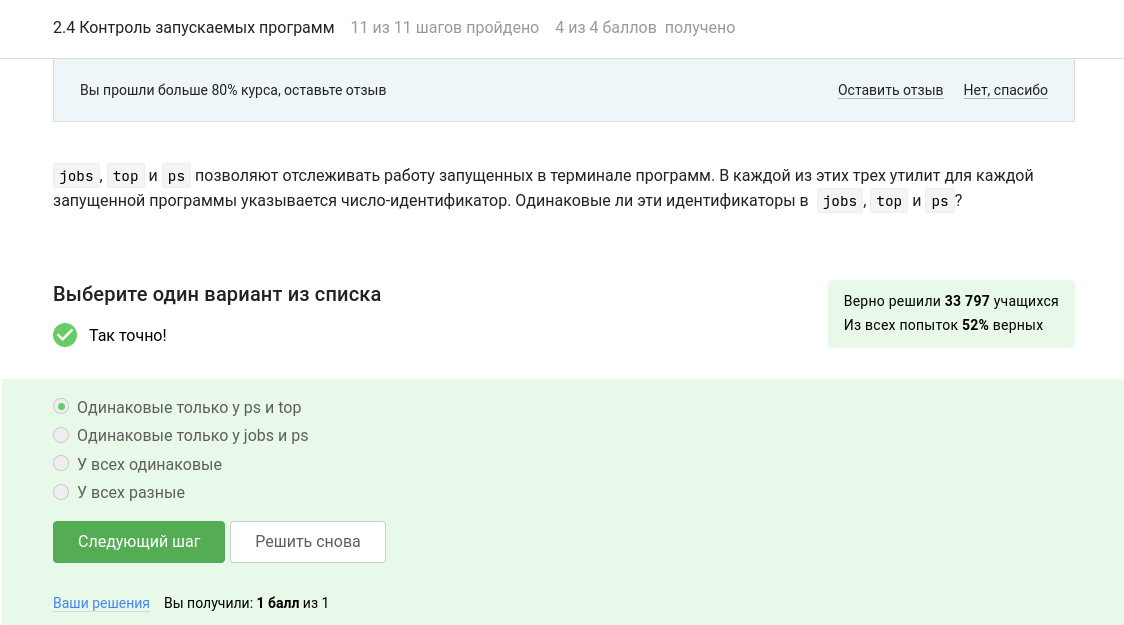 2.4 Контроль запускаемых программ 11 из 11 шагов пройдено 4 из 4 баллов получено
Вы прошли больше 80% курса, оставьте отзыв Оставить отзыв Нет, спасибо
jobs, top и ps позволяют отслеживать работу запущенных в терминале программ. В каждой из этих трех утилит для каждой
запущенной программы указывается число-идентификатор. Одинаковые ли эти идентификаторы в jobs, top и ps?
Выберите один вариант из списка
Так точно!
Верно решили 33 797 учащихся
Из всех попыток 52% верных
Одинаковые только у ps и top
Одинаковые только у jobs и ps
У всех одинаковые
У всех разные
Следующий шаг Решить снова
Ваши решения Вы получили: 1 балл из 1